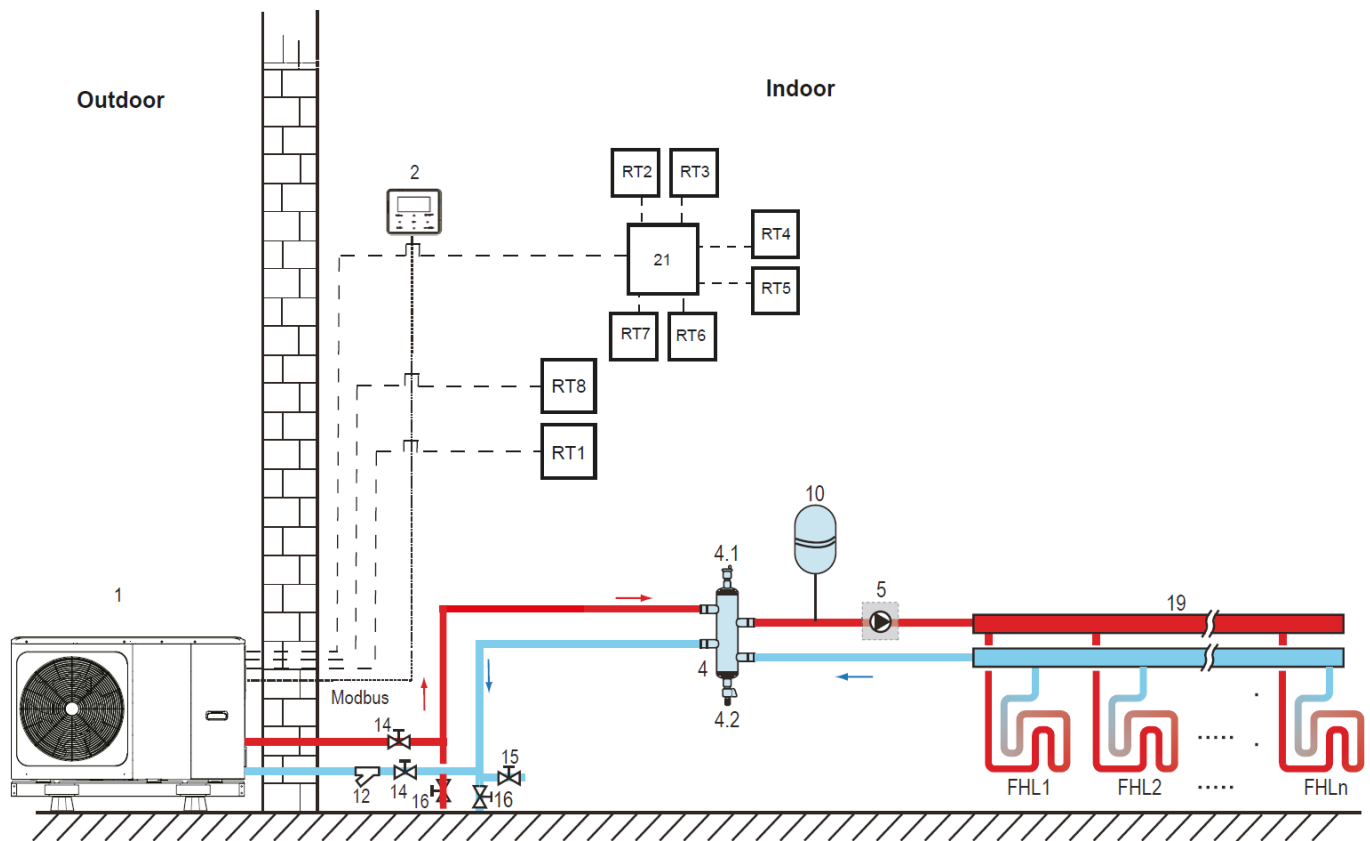 Outdoor
Indoor
2
RT2
RT3
RT4
21
RT5
RT7
RT6
RT8
RT1
10
4.1
5
19
1
4
Modbus
4.2
14
15
12
14
16
16
FHL1
FHL2
.....
.
.
.....
FHLn